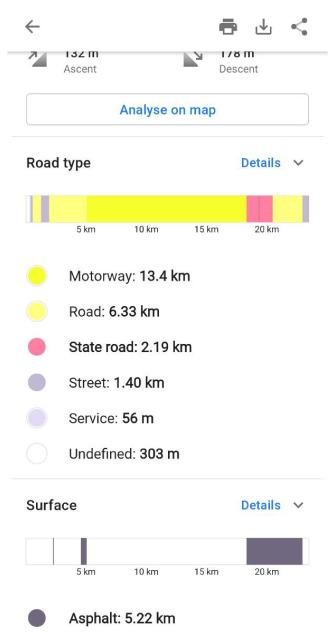 132 m 178 m
Ascent Descent
Analyse on map
Road type Details
5 km 10 km 15 km 20 km
Motorway: 13.4 km
Road: 6.33 km
State road: 2.19 km
Street: 1.40 km
Service: 56 m
Undefined: 303 m
Surface Details
5 km 10 km 15 km 20 km
Asphalt: 5.22 km